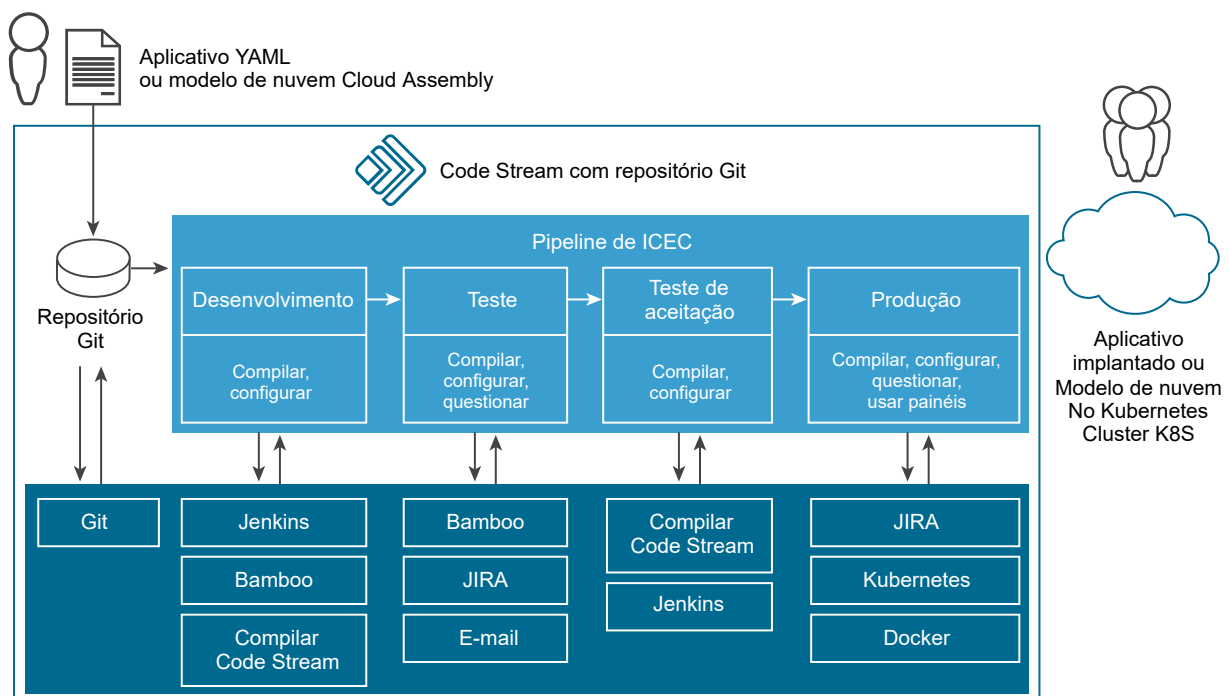 Aplicativo YAML
ou modelo de nuvem Cloud Assembly
Code Stream com repositório Git
Pipeline de ICEC
Repositório
Git
Desenvolvimento
Compilar,
configurar
Teste
Compilar,
configurar,
questionar
Teste de
aceitação
Compilar,
configurar
Produção
Compilar, configurar,
questionar,
usar painéis
Aplicativo
implantado ou
Modelo de nuvem
No Kubernetes
Cluster K8S
Git
Jenkins
Bamboo
Compilar
Code Stream
Bamboo
JIRA
E-mail
Compilar
Code Stream
Jenkins
JIRA
Kubernetes
Docker